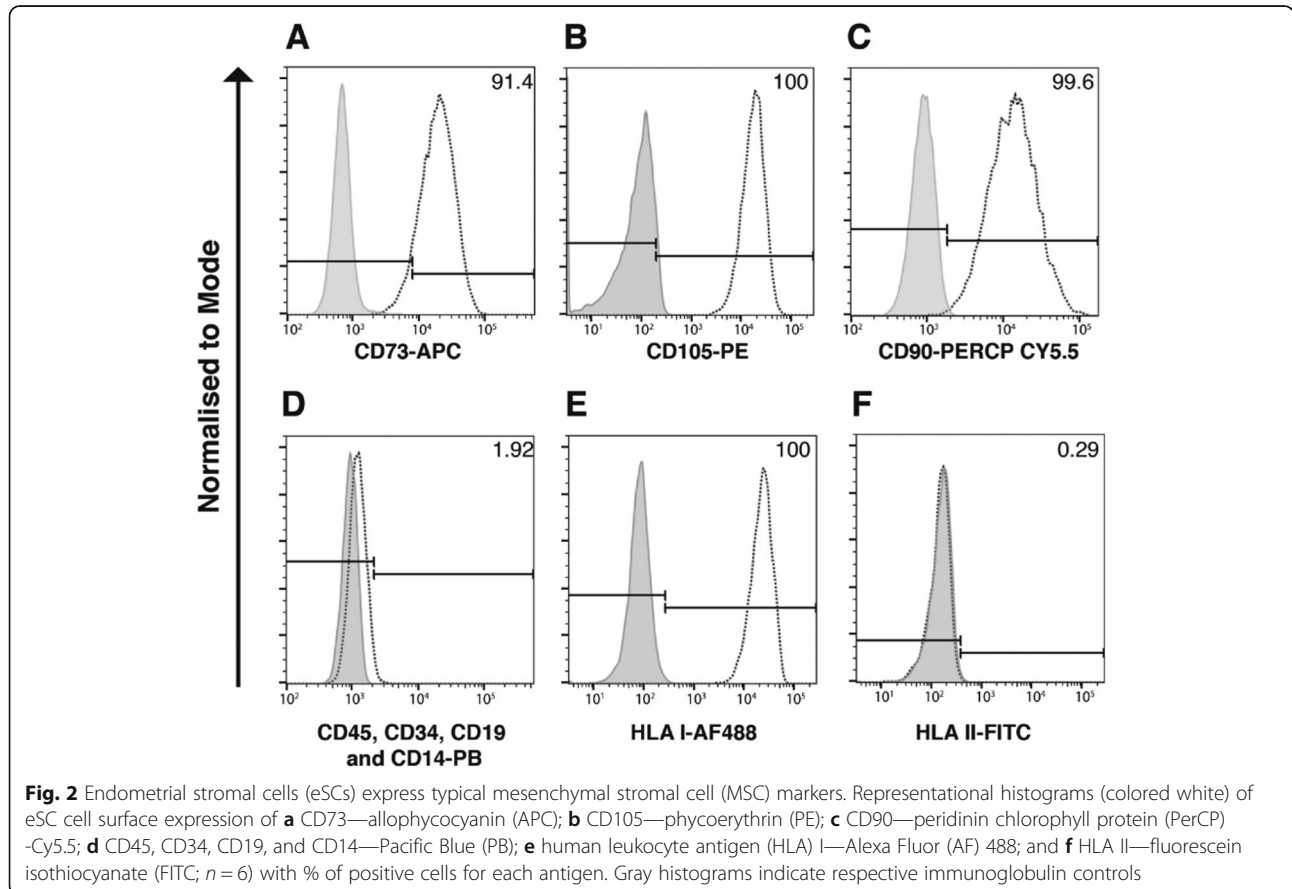 A
B
C
Normalised to Mode
91.4
100
99.6
10² 10³ 10⁴ 10⁵
10¹ 10² 10³ 10⁴ 10⁵
10² 10³ 10⁴ 10⁵
CD73-APC
CD105-PE
CD90-PERCP CY5.5
D
E
F
1.92
100
0.29
10² 10³ 10⁴ 10⁵
10¹ 10² 10³ 10⁴ 10⁵
10¹ 10² 10³ 10⁴ 10⁵
CD45, CD34, CD19
and CD14-PB
HLA I-AF488
HLA II-FITC
Fig. 2 Endometrial stromal cells (eSCs) express typical mesenchymal stromal cell (MSC) markers. Representational histograms (colored white) of
eSC cell surface expression of a CD73—allophycocyanin (APC); b CD105—phycoerythrin (PE); c CD90—peridinin chlorophyll protein (PerCP)
-Cy5.5; d CD45, CD34, CD19, and CD14—Pacific Blue (PB); e human leukocyte antigen (HLA) I—Alexa Fluor (AF) 488; and f HLA II—fluorescein
isothiocyanate (FITC; n = 6) with % of positive cells for each antigen. Gray histograms indicate respective immunoglobulin controls